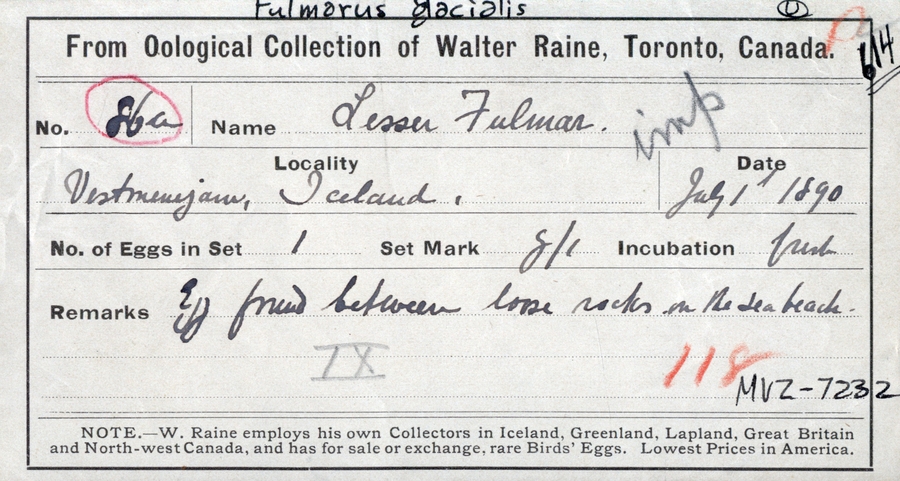 Fulmarus glacialis
From Oological Collection of Walter Raine, Toronto, Canada.
614
No. 86a Name Lesser Fulmar. imp
Locality Date
Iceland. July 1st 1890
No. of Eggs in Set 1 Set Mark 8/1 Incubation fresh
Remarks Egg found between loose rocks on the sea beach.
IX 118
MVZ-7232
NOTE.—W. Raine employs his own Collectors in Iceland, Greenland, Lapland, Great Britain
and North-west Canada, and has for sale or exchange, rare Birds' Eggs. Lowest Prices in America.